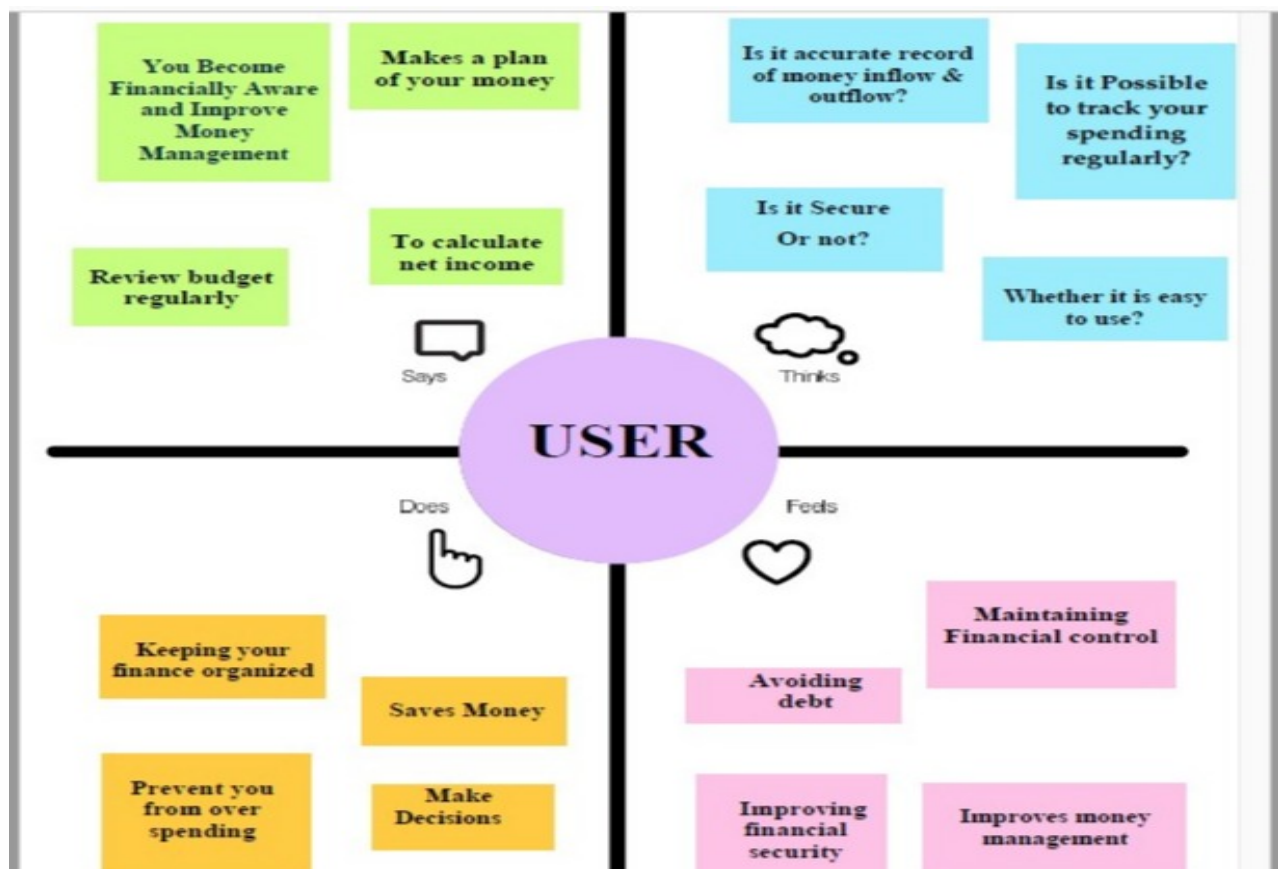 You Become
Financially Aware
and Improve
Money
Management
Makes a plan
of your money
Review budget
regularly
To calculate
net income
Says
Is it accurate record
of money inflow &
outflow?
Is it Possible
to track your
spending
regularly?
Is it Secure
Or not?
Whether it is easy
to use?
Thinks
USER
Does
Keeping your
finance organized
Saves Money
Prevent you
from over
spending
Make
Decisions
Feels
Maintaining
Financial control
Avoiding
debt
Improving
financial
security
Improves money
management